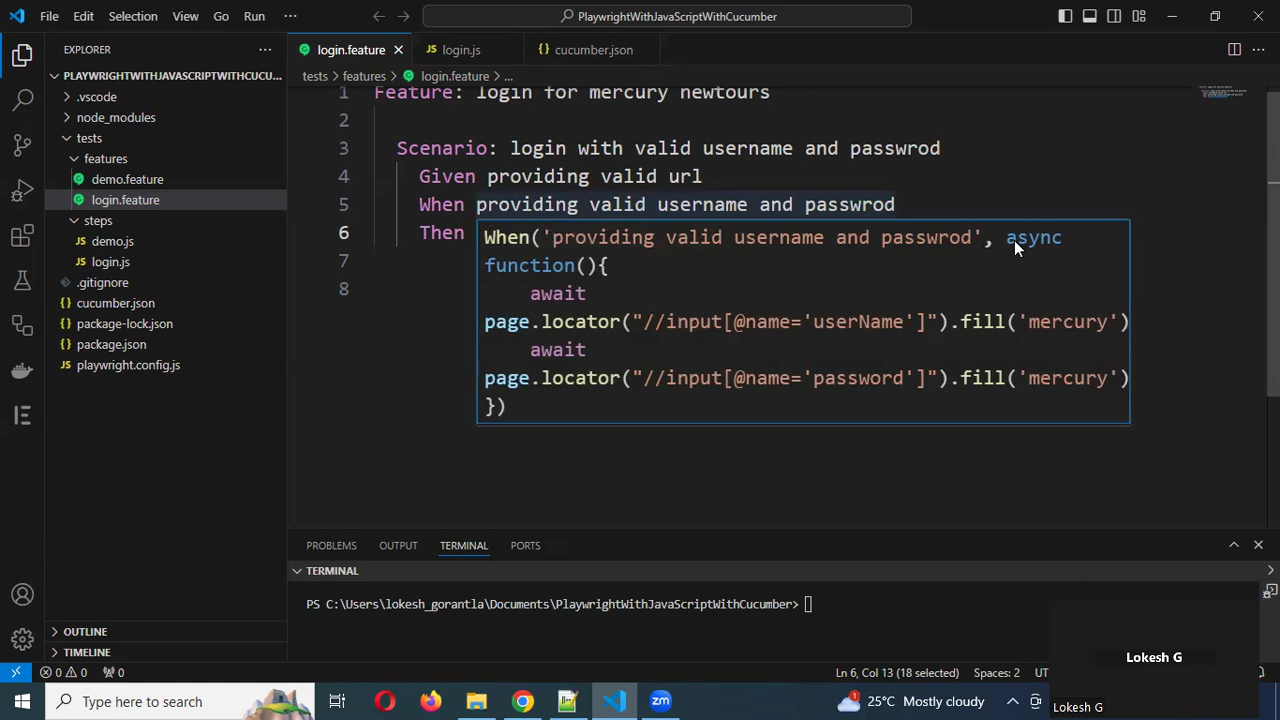 File Edit Selection View Go Run ··· PlaywrightWithJavaScriptWithCucumber
EXPLORER ···
login.feature login.js cucumber.json
PLAYWRIGHTWITHJAVASCRIPTWITHCUCU...
tests > features > login.feature > ...
.vscode
node_modules
tests
features
demo.feature
login.feature
steps
demo.js
login.js
.gitignore
cucumber.json
package-lock.json
package.json
playwright.config.js
OUTLINE
TIMELINE
1 Feature: login for mercury newtours
2
3 Scenario: login with valid username and passwrod
4 Given providing valid url
5 When providing valid username and passwrod
6 Then
7
8
When('providing valid username and passwrod', async
function(){
await
page.locator("//input[@name='userName']").fill('mercury')
await
page.locator("//input[@name='password']").fill('mercury')
})
PROBLEMS OUTPUT TERMINAL PORTS
TERMINAL
PS C:\Users\lokesh_gorantla\Documents\PlaywrightWithJavaScriptWithCucumber>
Lokesh G
0 0 0 Ln 6, Col 13 (18 selected) Spaces: 2 UT
Type here to search zm 1 25°C Mostly cloudy
Lokesh G